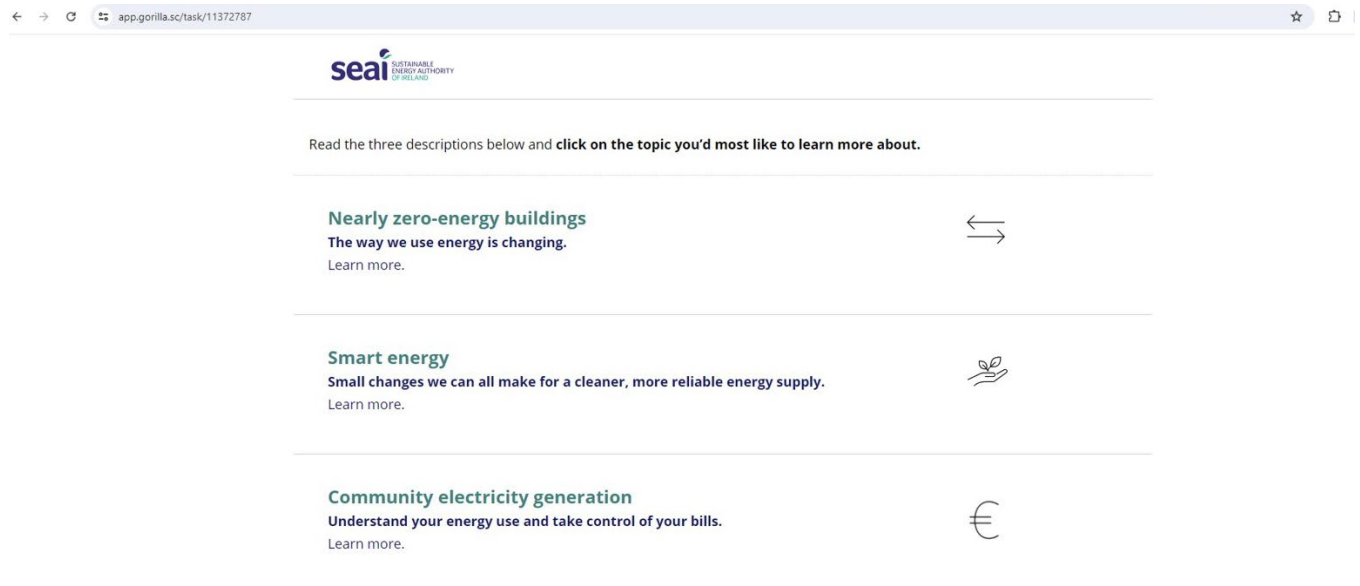 app.gorilla.sc/task/11372787
seai SUSTAINABLE
ENERGY AUTHORITY
OF IRELAND
Read the three descriptions below and click on the topic you’d most like to learn more about.
Nearly zero-energy buildings
The way we use energy is changing.
Learn more.
Smart energy
Small changes we can all make for a cleaner, more reliable energy supply.
Learn more.
Community electricity generation
Understand your energy use and take control of your bills.
Learn more.
€